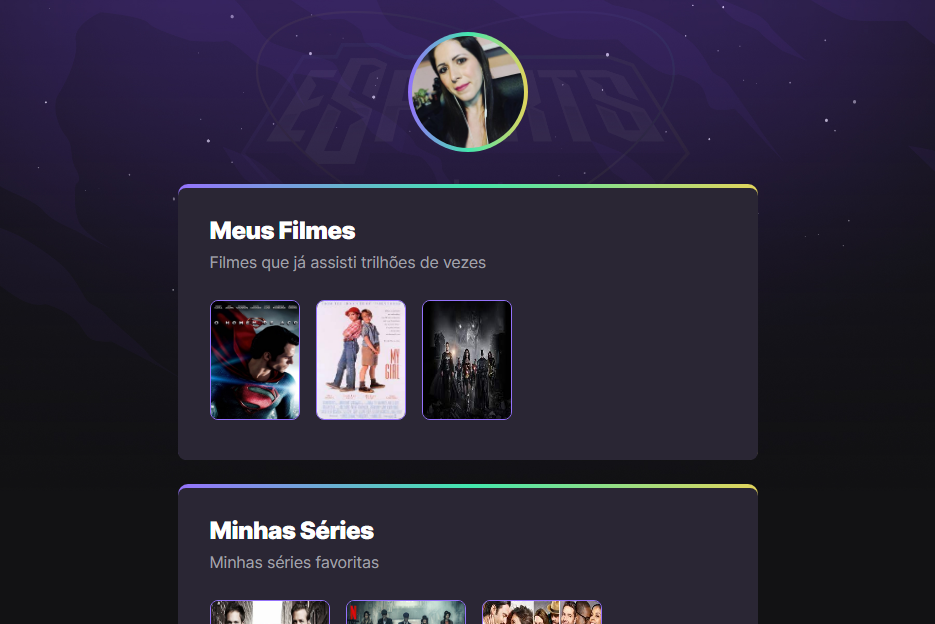 ESPORTS
Meus Filmes
Filmes que já assisti trilhões de vezes
O HOMEM DE AÇO
MY
GIRL
Minhas Séries
Minhas séries favoritas
N